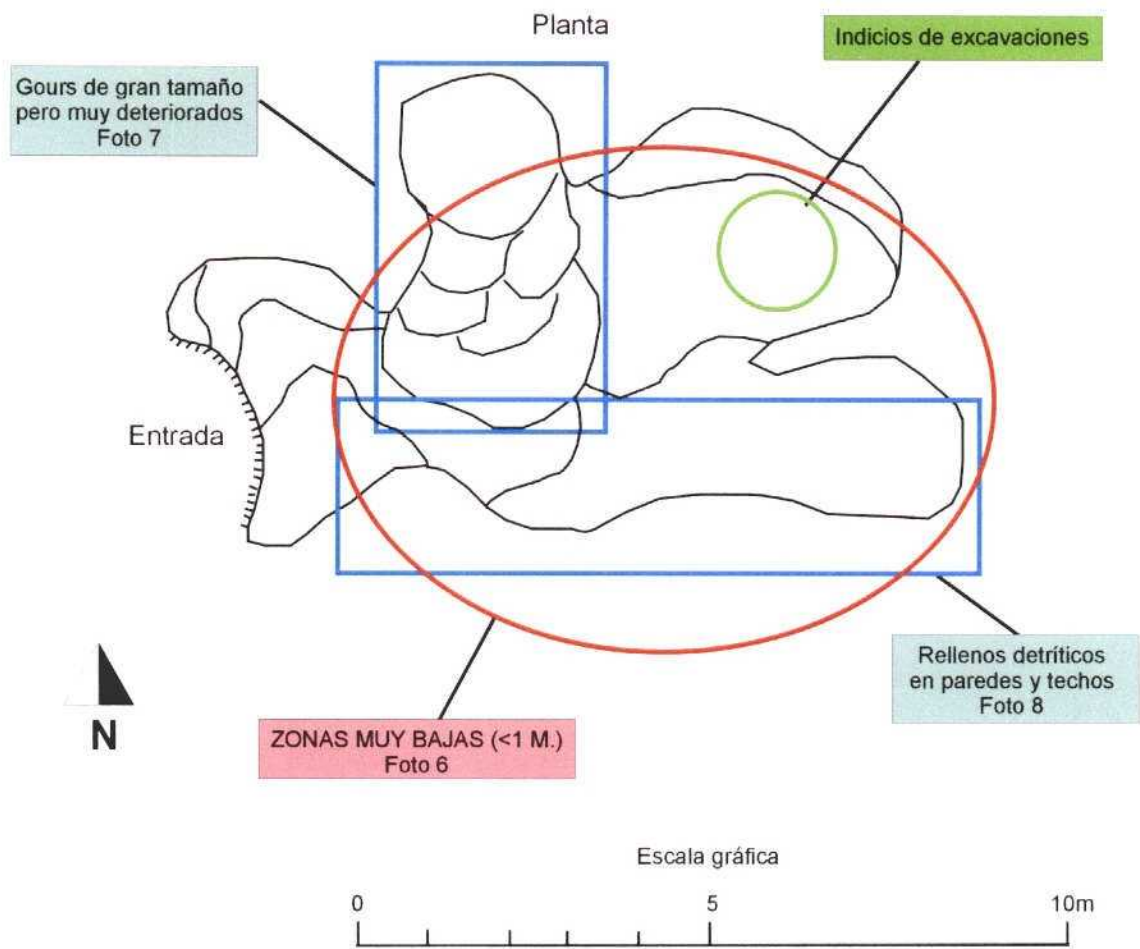 Planta
Indicios de excavaciones
Gours de gran tamaño
pero muy deteriorados
Foto 7
Entrada
Rellenos detríticos
en paredes y techos
Foto 8
N
ZONAS MUY BAJAS (<1 M.)
Foto 6
Escala gráfica
0 5 10m